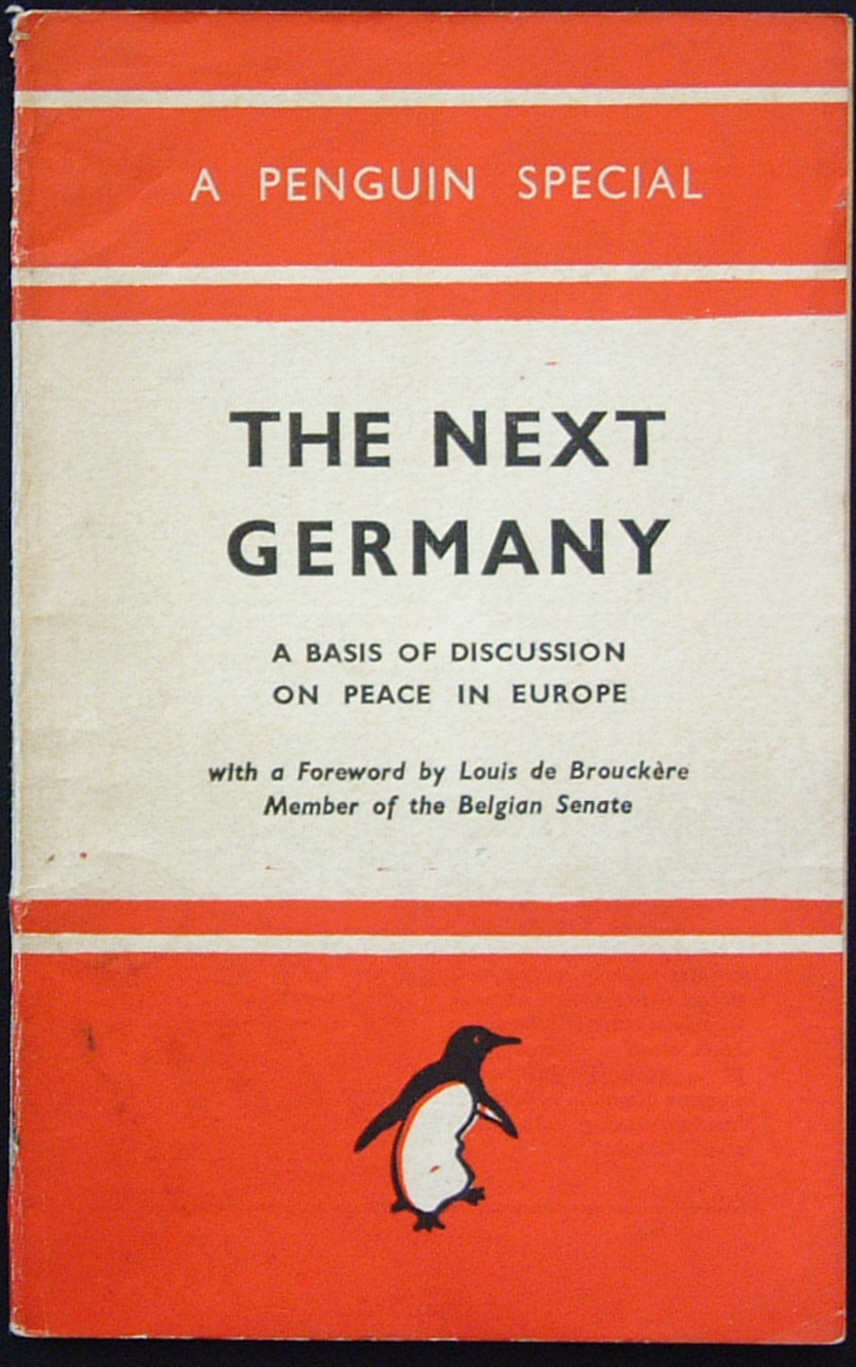 A PENGUIN SPECIAL
THE NEXT
GERMANY
A BASIS OF DISCUSSION
ON PEACE IN EUROPE
with a Foreword by Louis de Brouckère
Member of the Belgian Senate